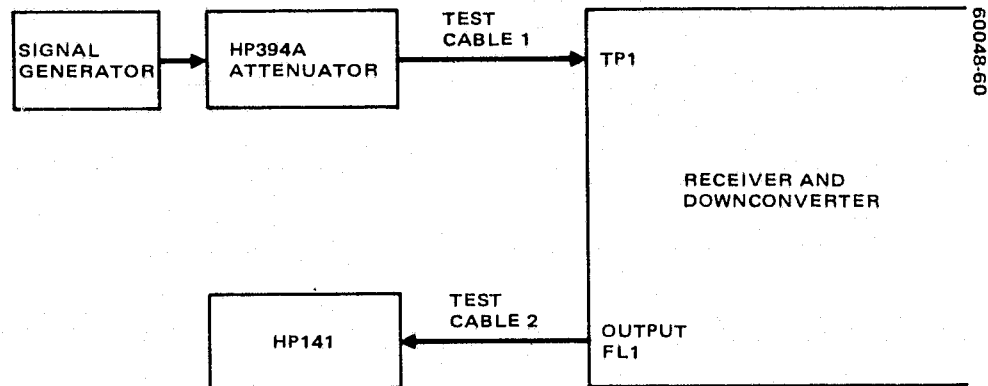 SIGNAL
GENERATOR
HP394A
ATTENUATOR
TEST
CABLE 1
TP1
60048-60
RECEIVER AND
DOWNCONVERTER
HP141
TEST
CABLE 2
OUTPUT
FL1